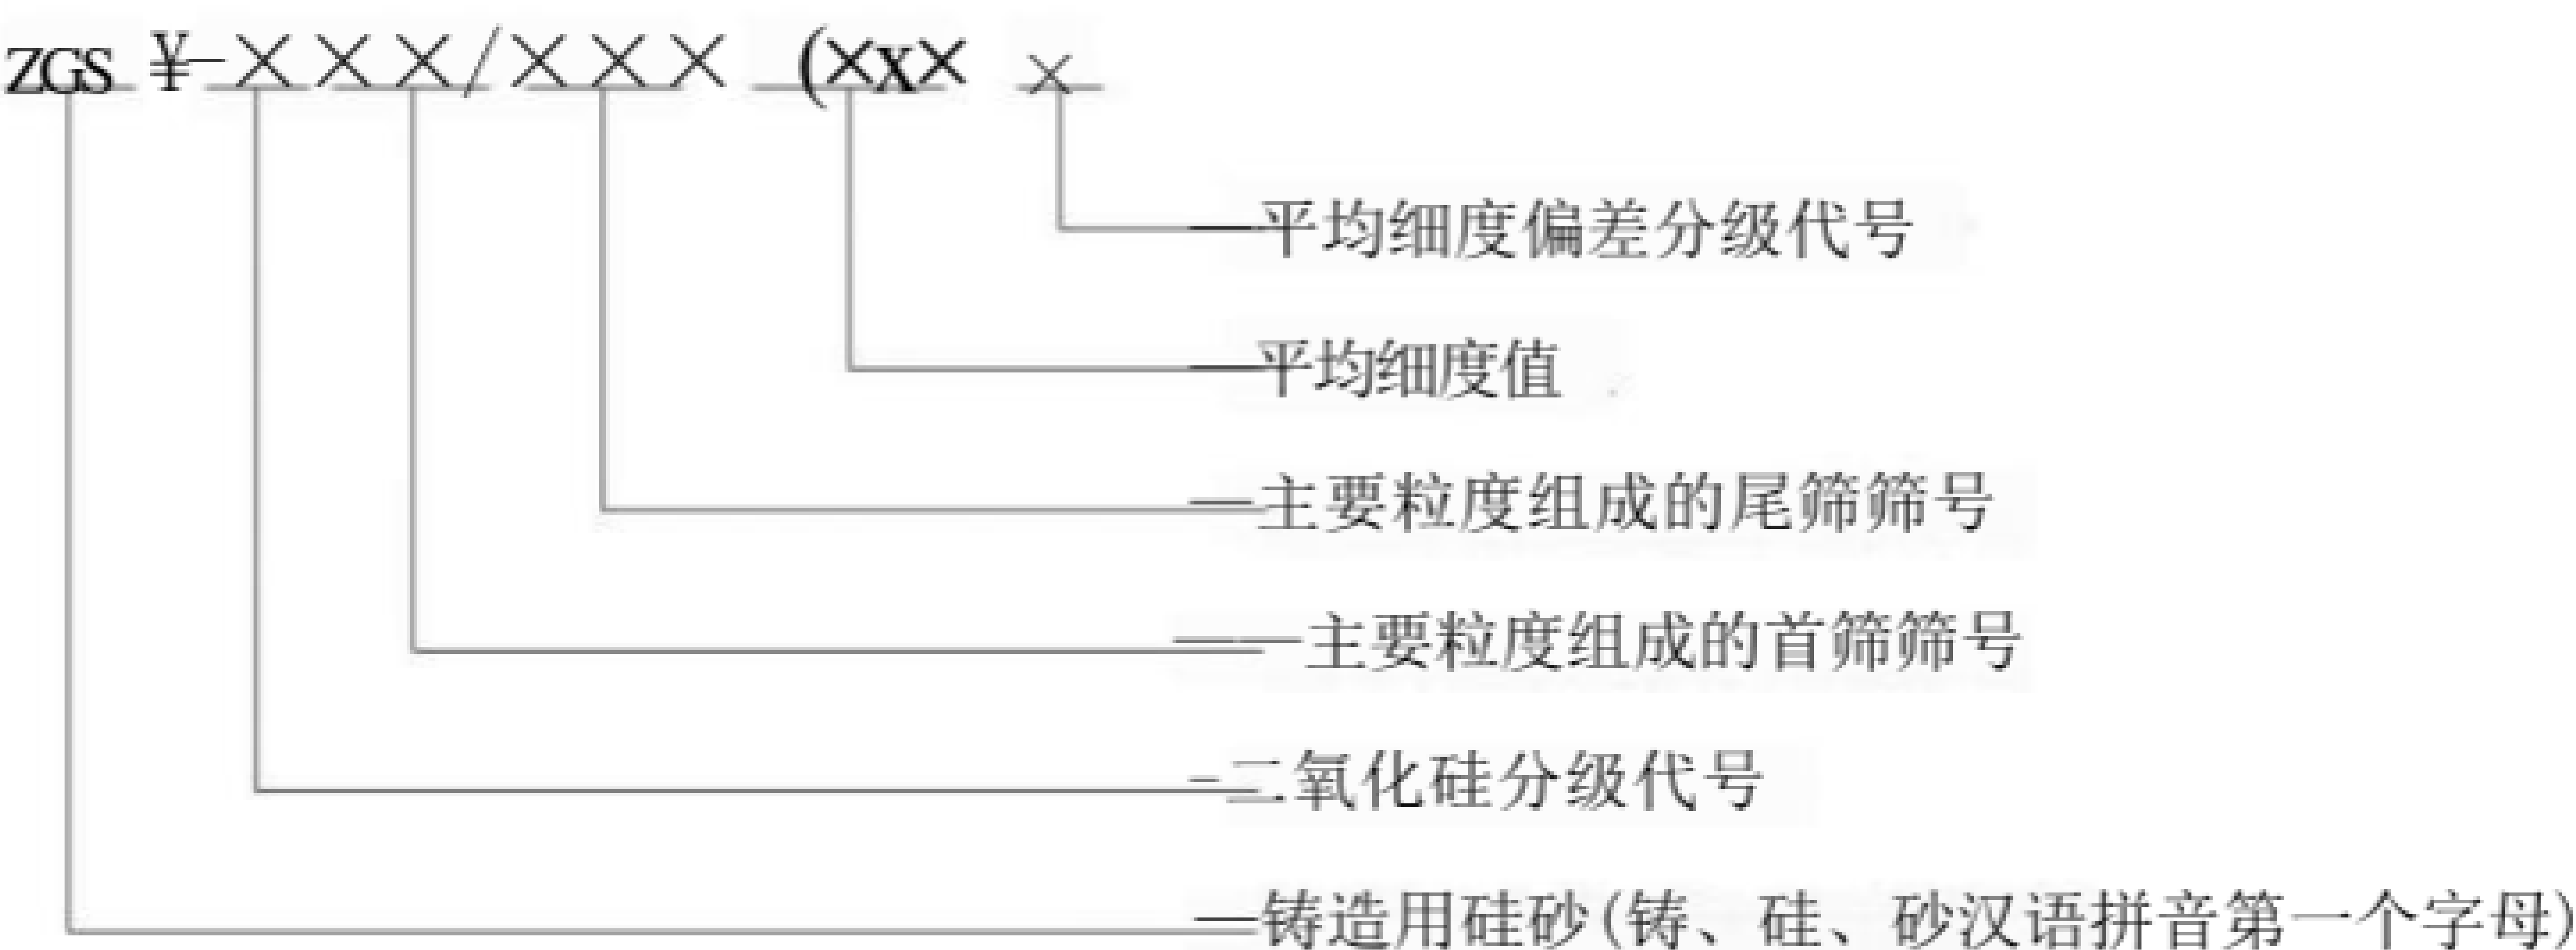 ZGS ¥-×××/××× (×X× ×
平均细度偏差分级代号
平均细度值
主要粒度组成的尾筛筛号
主要粒度组成的首筛筛号
二氧化硅分级代号
铸造用硅砂(铸、硅、砂汉语拼音第一个字母)